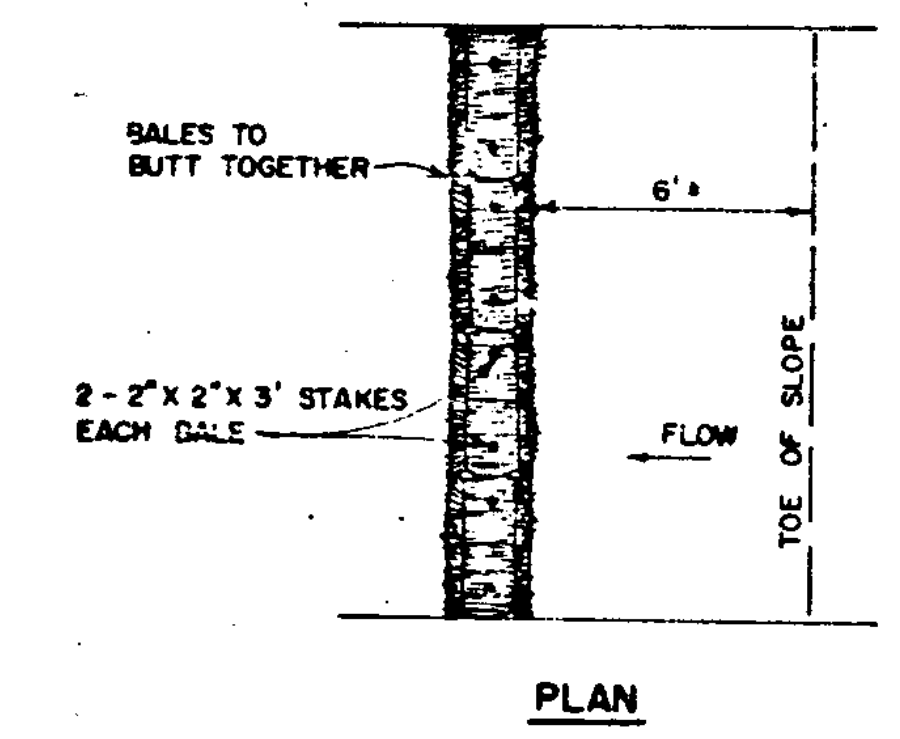 BALES TO
BUTT TOGETHER
6'±
2 - 2" X 2" X 3' STAKES
EACH BALE
FLOW
TOE OF SLOPE
PLAN